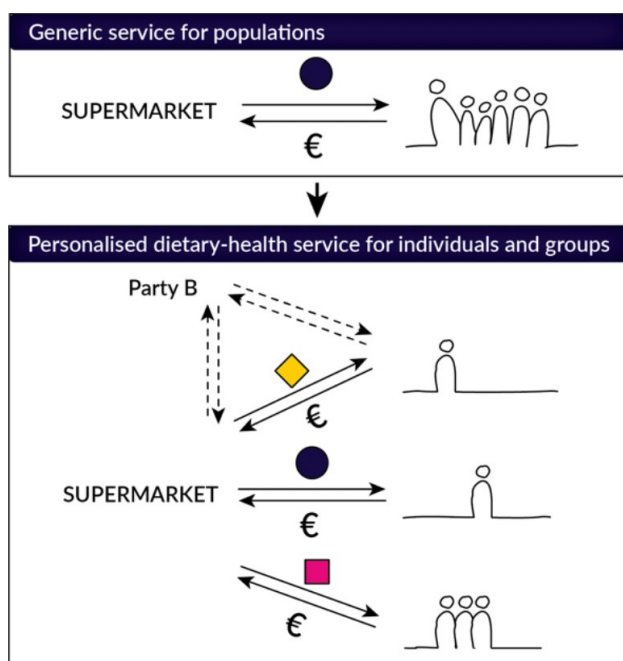 Generic service for populations
SUPERMARKET
€
Personalised dietary-health service for individuals and groups
Party B
€
SUPERMARKET
€
€